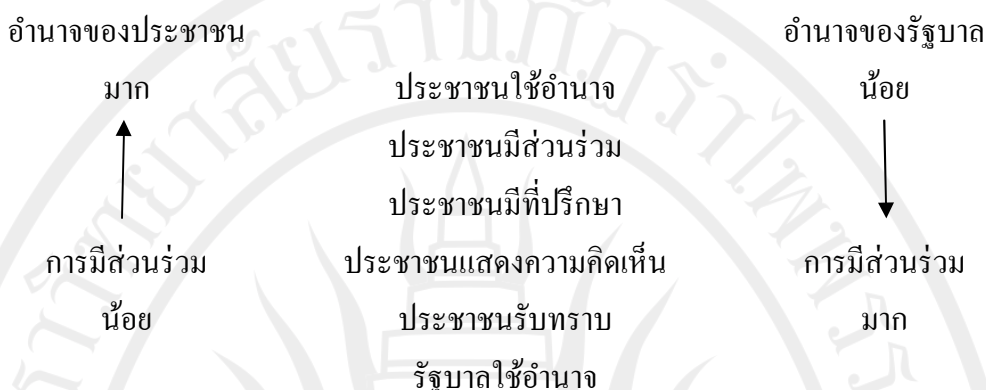 อำนาจของประชาชน อำนาจของรัฐบาล
มาก ประชาชนใช้อำนาจ น้อย
ประชาชนมีส่วนร่วม
ประชาชนมีที่ปรึกษา
การมีส่วนร่วม ประชาชนแสดงความคิดเห็น การมีส่วนร่วม
น้อย ประชาชนรับทราบ มาก
รัฐบาลใช้อำนาจ